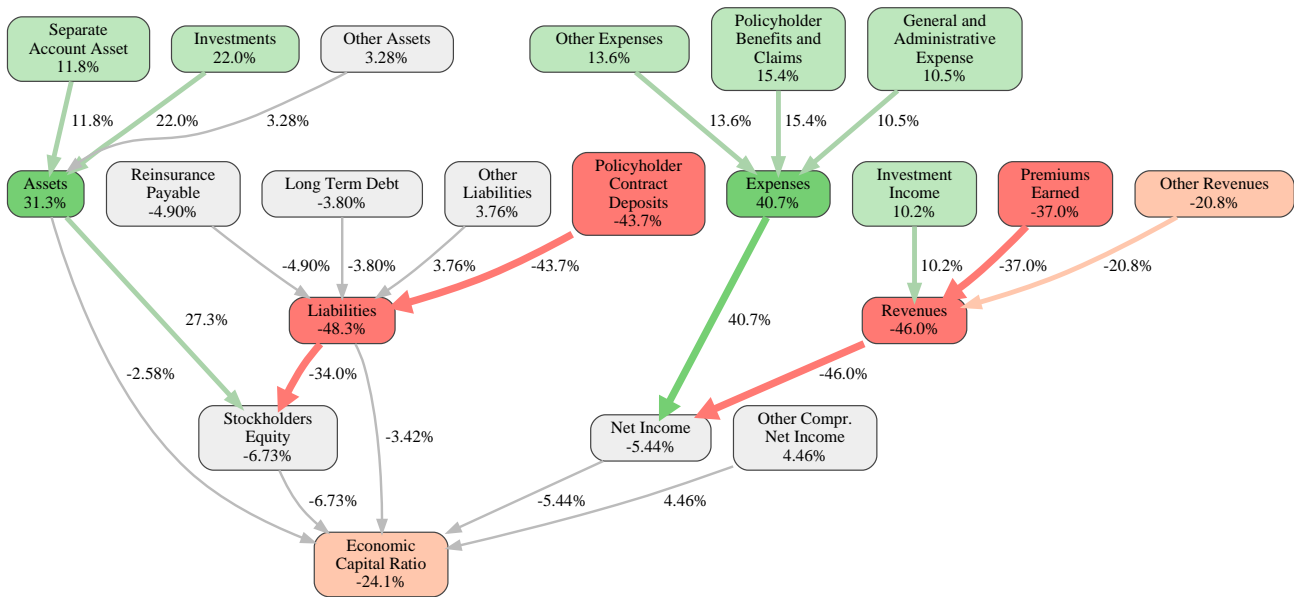 Separate
Account Asset
11.8%
Investments
22.0%
Other Assets
3.28%
Other Expenses
13.6%
Policyholder
Benefits and
Claims
15.4%
General and
Administrative
Expense
10.5%
11.8%
22.0%
3.28%
13.6%
15.4%
10.5%
Assets
31.3%
Reinsurance
Payable
-4.90%
Long Term Debt
-3.80%
Other
Liabilities
3.76%
Policyholder
Contract
Deposits
-43.7%
Expenses
40.7%
Investment
Income
10.2%
Premiums
Earned
-37.0%
Other Revenues
-20.8%
-4.90%
-3.80%
3.76%
-43.7%
10.2%
-37.0%
-20.8%
Liabilities
-48.3%
Revenues
-46.0%
27.3%
40.7%
-2.58%
-34.0%
-46.0%
Stockholders
Equity
-6.73%
-3.42%
Net Income
-5.44%
Other Compr.
Net Income
4.46%
-6.73%
-5.44%
4.46%
Economic
Capital Ratio
-24.1%